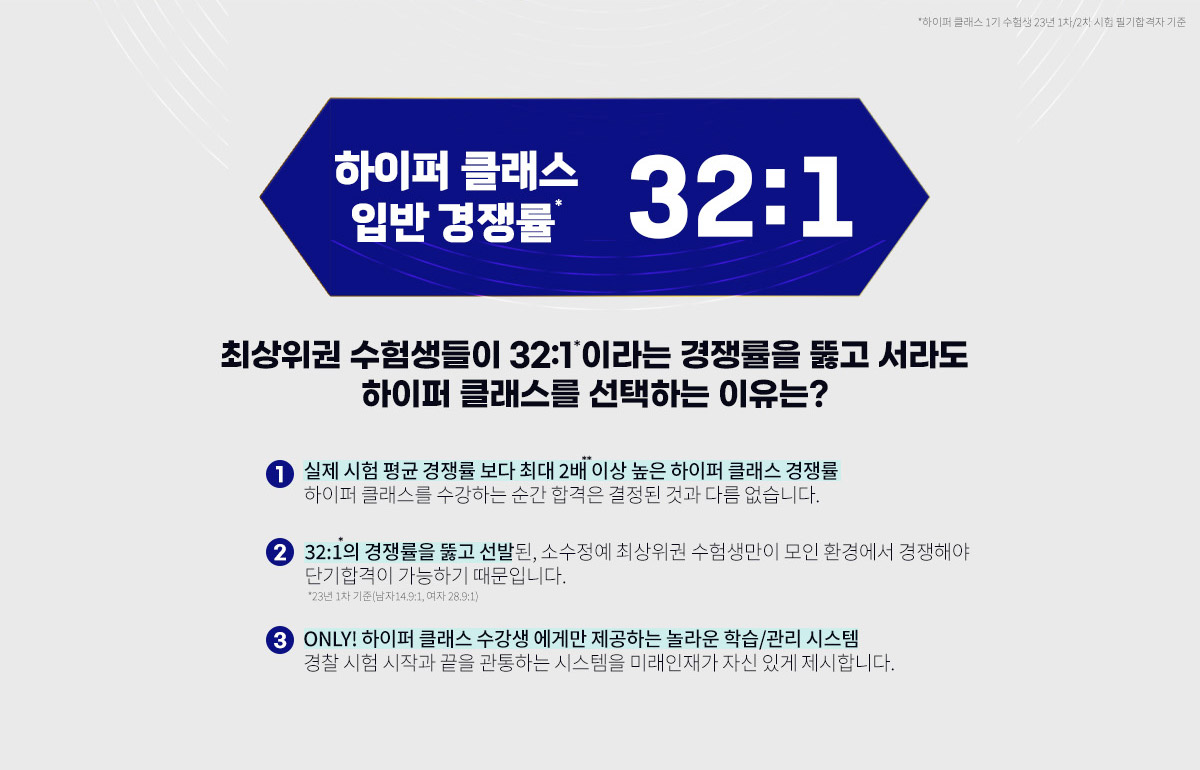 *하이퍼 클래스 1기 수험생 23년 1차/2차 시험 필기합격자 기준
하이퍼 클래스
입반 경쟁률*
32:1
최상위권 수험생들이 32:1*이라는 경쟁률을 뚫고 서라도
하이퍼 클래스를 선택하는 이유는?
1 실제 시험 평균 경쟁률 보다 최대 2배**이상 높은 하이퍼 클래스 경쟁률
하이퍼 클래스를 수강하는 순간 합격은 결정된 것과 다름 없습니다.
2 32:1*의 경쟁률을 뚫고 선발된, 소수정예 최상위권 수험생만이 모인 환경에서 경쟁해야
단기합격이 가능하기 때문입니다.
*23년 1차 기준(남자14.9:1, 여자 28.9:1)
3 ONLY! 하이퍼 클래스 수강생 에게만 제공하는 놀라운 학습/관리 시스템
경찰 시험 시작과 끝을 관통하는 시스템을 미래인재가 자신 있게 제시합니다.